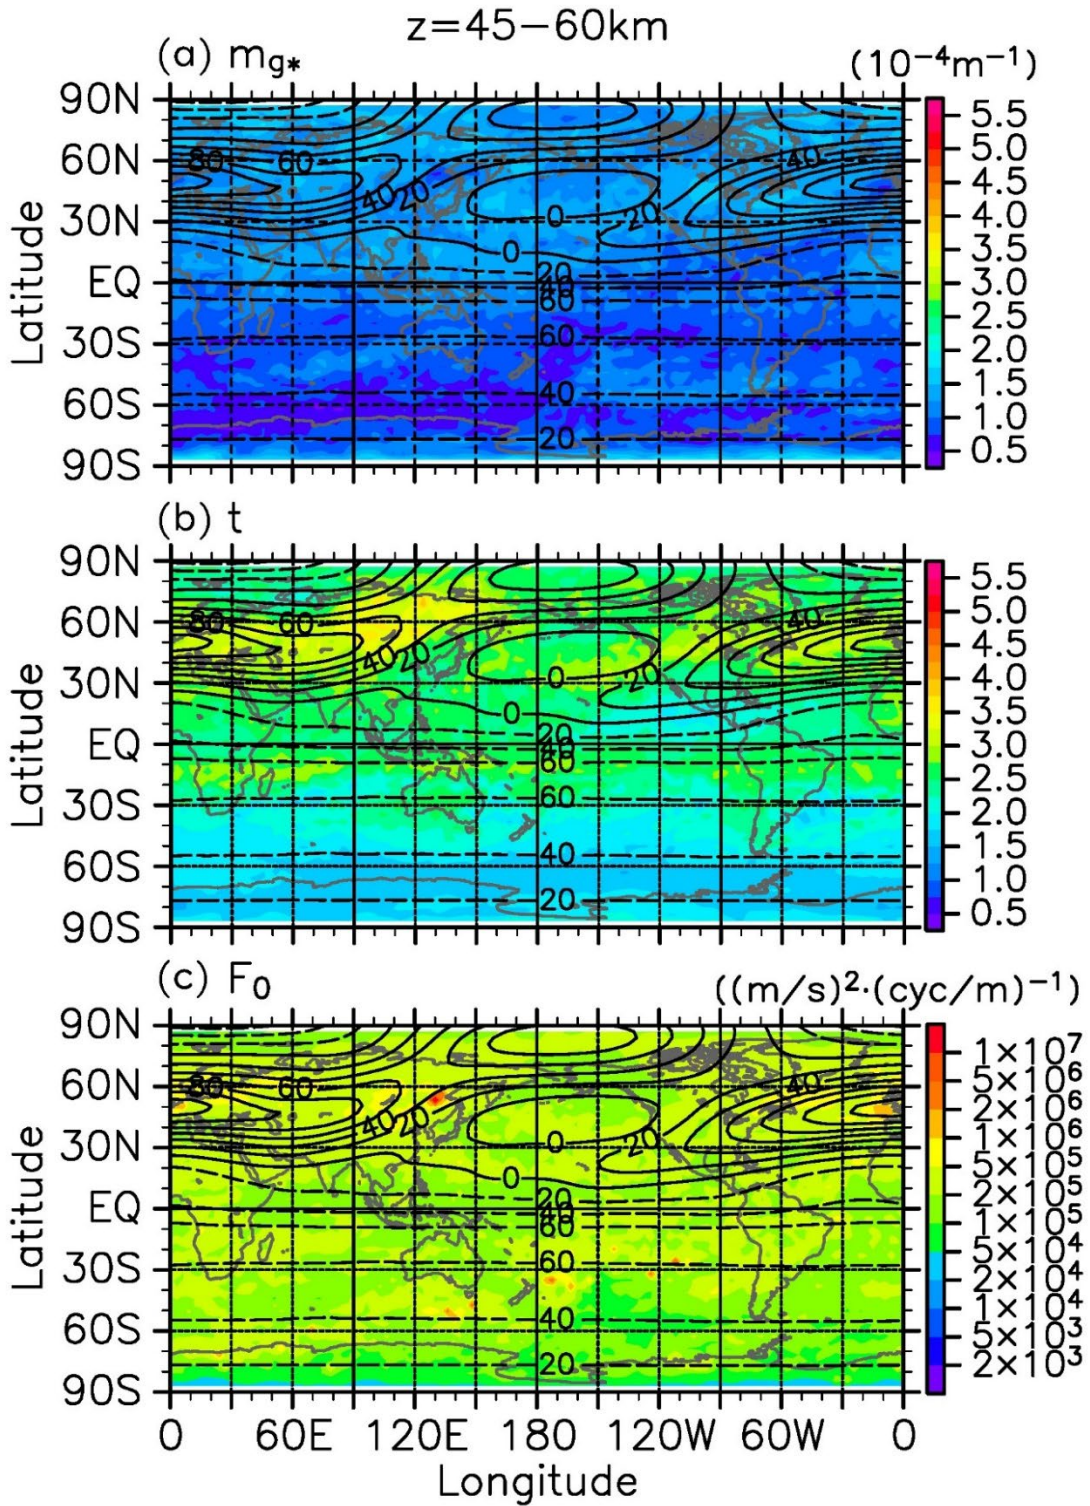 z=45−60km
(a) m_g*
(10⁻⁴m⁻¹)
90N
60N
30N
EQ
30S
60S
90S
Latitude
80
60
40
20
0
−20
40
0
20
40
60
60
40
20
5.5
5.0
4.5
4.0
3.5
3.0
2.5
2.0
1.5
1.0
0.5
(b) t
90N
60N
30N
EQ
30S
60S
90S
Latitude
80
60
40
20
0
−20
40
0
20
40
60
60
40
20
5.5
5.0
4.5
4.0
3.5
3.0
2.5
2.0
1.5
1.0
0.5
(c) F₀
((m/s)²·(cyc/m)⁻¹)
90N
60N
30N
EQ
30S
60S
90S
Latitude
80
60
40
20
0
−20
40
0
20
40
60
60
40
20
1×10⁷
5×10⁶
2×10⁶
1×10⁶
5×10⁵
2×10⁵
1×10⁵
5×10⁴
2×10⁴
1×10⁴
5×10³
2×10³
0 60E 120E 180 120W 60W 0
Longitude